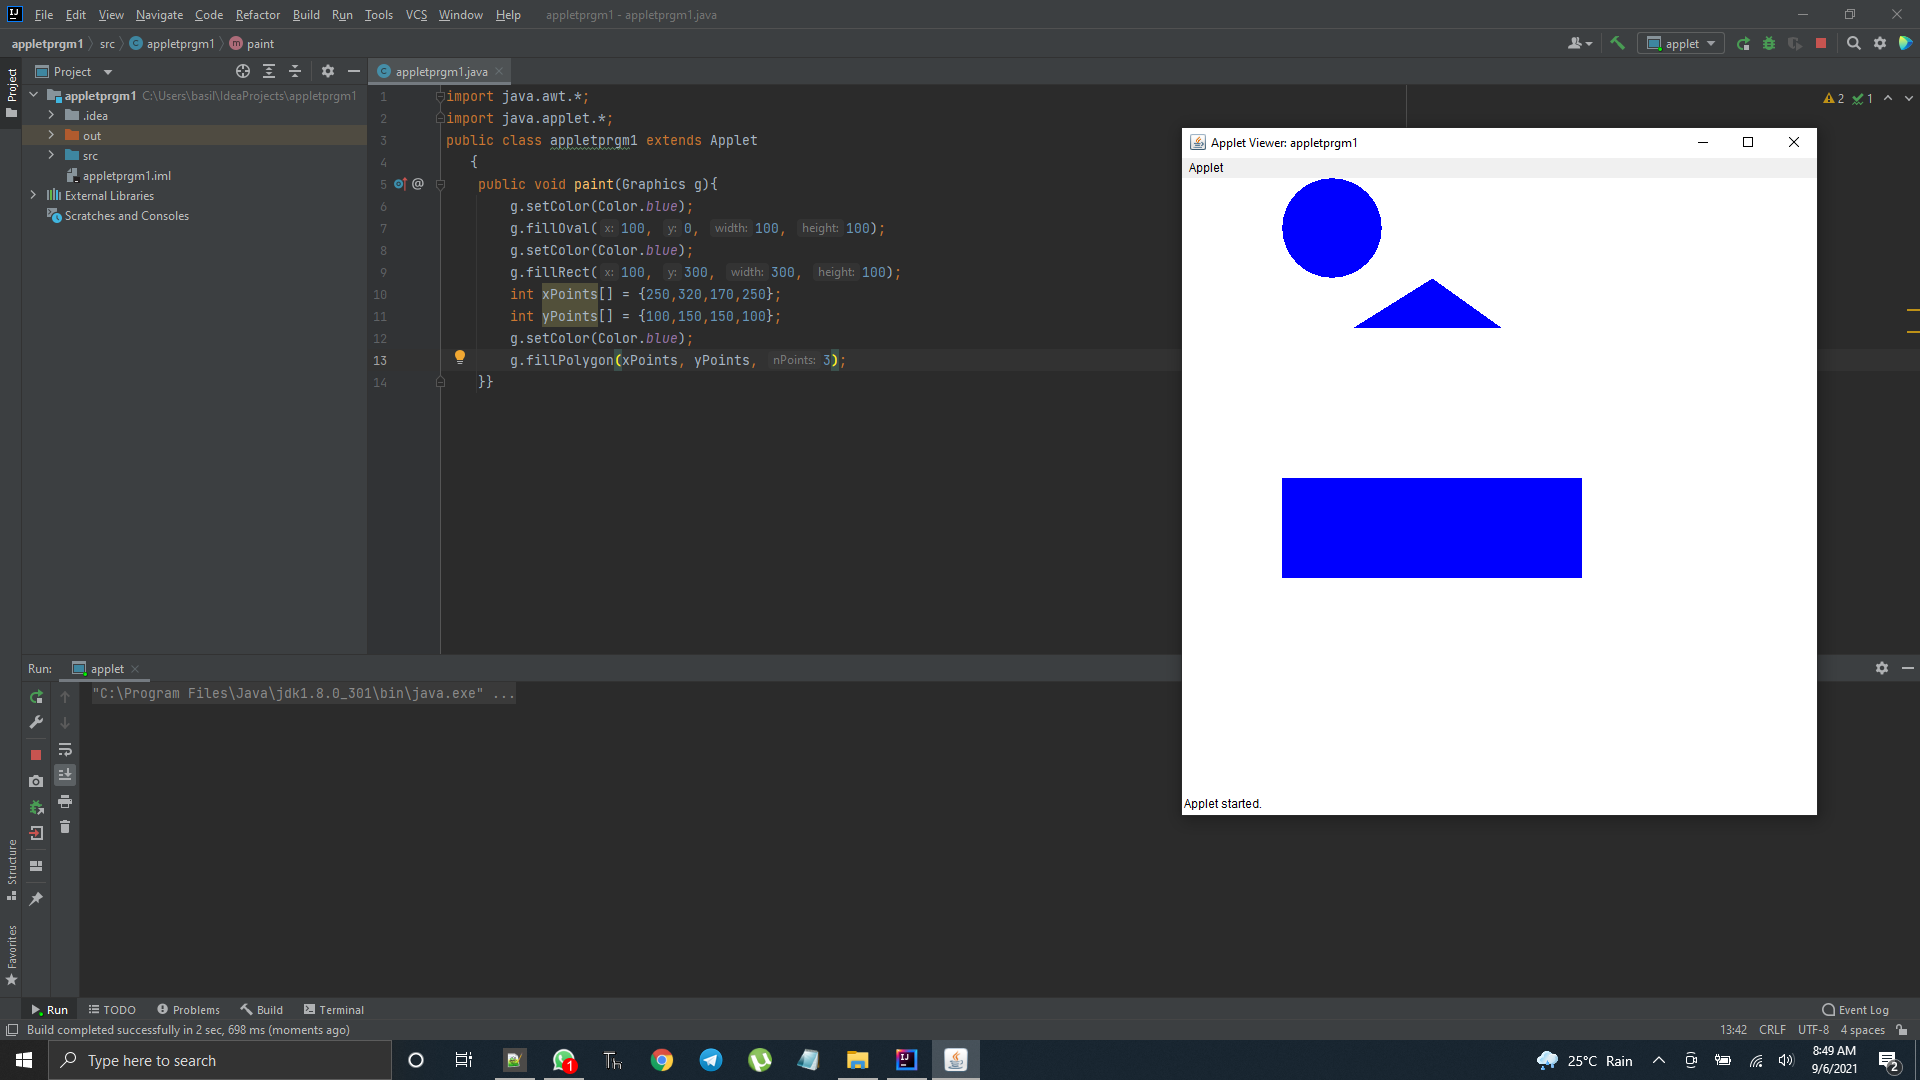 File Edit View Navigate Code Refactor Build Run Tools VCS Window Help appletprgm1 - appletprgm1.java
appletprgm1 src appletprgm1 paint
applet
Project
appletprgm1.java
Project
appletprgm1 C:\Users\basil\IdeaProjects\appletprgm1
.idea
out
src
appletprgm1.iml
External Libraries
Scratches and Consoles
1 import java.awt.*;
2 import java.applet.*;
3 public class appletprgm1 extends Applet
4 {
5 @ public void paint(Graphics g){
6 g.setColor(Color.blue);
7 g.fillOval( x: 100, y: 0, width: 100, height: 100);
8 g.setColor(Color.blue);
9 g.fillRect( x: 100, y: 300, width: 300, height: 100);
10 int xPoints[] = {250,320,170,250};
11 int yPoints[] = {100,150,150,100};
12 g.setColor(Color.blue);
13 g.fillPolygon(xPoints, yPoints, nPoints: 3);
14 }}
2 1
Applet Viewer: appletprgm1
Applet
Applet started.
Run: applet
"C:\Program Files\Java\jdk1.8.0_301\bin\java.exe" ...
Structure
Favorites
Run TODO Problems Build Terminal Event Log
Build completed successfully in 2 sec, 698 ms (moments ago) 13:42 CRLF UTF-8 4 spaces
Type here to search
1
25°C Rain
8:49 AM
9/6/2021
2